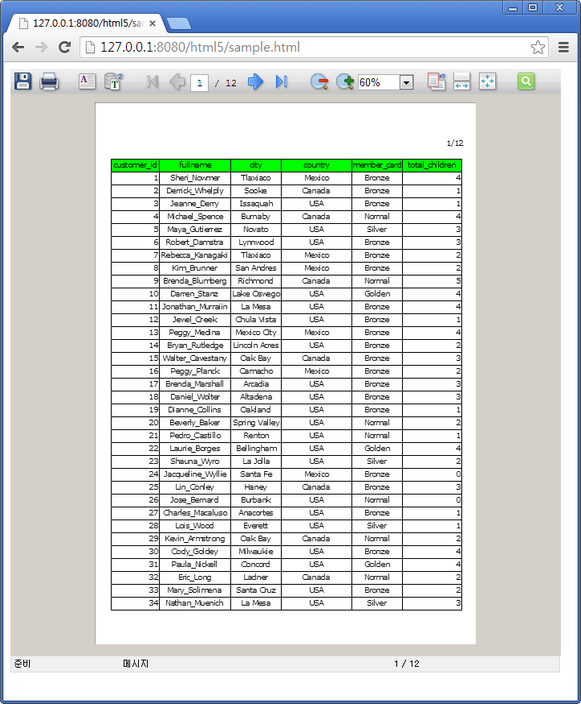 127.0.0.1:8080/html5/sa
127.0.0.1:8080/html5/sample.html
1 / 12 60%
1/12
customer_id fullname city country member_card total_children
1 Sheri_Nowmer Tlaxiaco Mexico Bronze 4
2 Derrick_Whelply Sooke Canada Bronze 1
3 Jeanne_Derry Issaquah USA Bronze 1
4 Michael_Spence Burnaby Canada Normal 4
5 Maya_Gutierrez Novato USA Silver 3
6 Robert_Damstra Lynnwood USA Bronze 3
7 Rebecca_Kanagaki Tlaxiaco Mexico Bronze 2
8 Kim_Brunner San Andres Mexico Bronze 2
9 Brenda_Blumberg Richmond Canada Normal 5
10 Darren_Stanz Lake Oswego USA Golden 4
11 Jonathan_Murraiin La Mesa USA Bronze 4
12 Jewel_Creek Chula Vista USA Bronze 1
13 Peggy_Medina Mexico City Mexico Bronze 4
14 Bryan_Rutledge Lincoln Acres USA Bronze 2
15 Walter_Cavestany Oak Bay Canada Bronze 3
16 Peggy_Planck Camacho Mexico Bronze 2
17 Brenda_Marshall Arcadia USA Bronze 3
18 Daniel_Wolter Altadena USA Bronze 3
19 Dianne_Collins Oakland USA Bronze 1
20 Beverly_Baker Spring Valley USA Normal 2
21 Pedro_Castillo Renton USA Normal 1
22 Laurie_Borges Bellingham USA Golden 4
23 Shauna_Wyro La Jolla USA Silver 2
24 Jacqueline_Wyllie Santa Fe Mexico Bronze 0
25 Lin_Conley Haney Canada Bronze 3
26 Jose_Bernard Burbank USA Normal 0
27 Charles_Macaluso Anacortes USA Bronze 1
28 Lois_Wood Everett USA Silver 1
29 Kevin_Armstrong Oak Bay Canada Normal 2
30 Cody_Goldey Milwaukie USA Bronze 4
31 Paula_Nickell Concord USA Golden 4
32 Eric_Long Ladner Canada Normal 2
33 Mary_Solimena Santa Cruz USA Bronze 2
34 Nathan_Muenich La Mesa USA Silver 3
준비 메시지 1 / 12